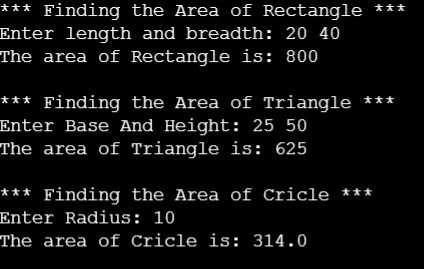 *** Finding the Area of Rectangle ***
Enter length and breadth: 20 40
The area of Rectangle is: 800
*** Finding the Area of Triangle ***
Enter Base And Height: 25 50
The area of Triangle is: 625
*** Finding the Area of Cricle ***
Enter Radius: 10
The area of Cricle is: 314.0